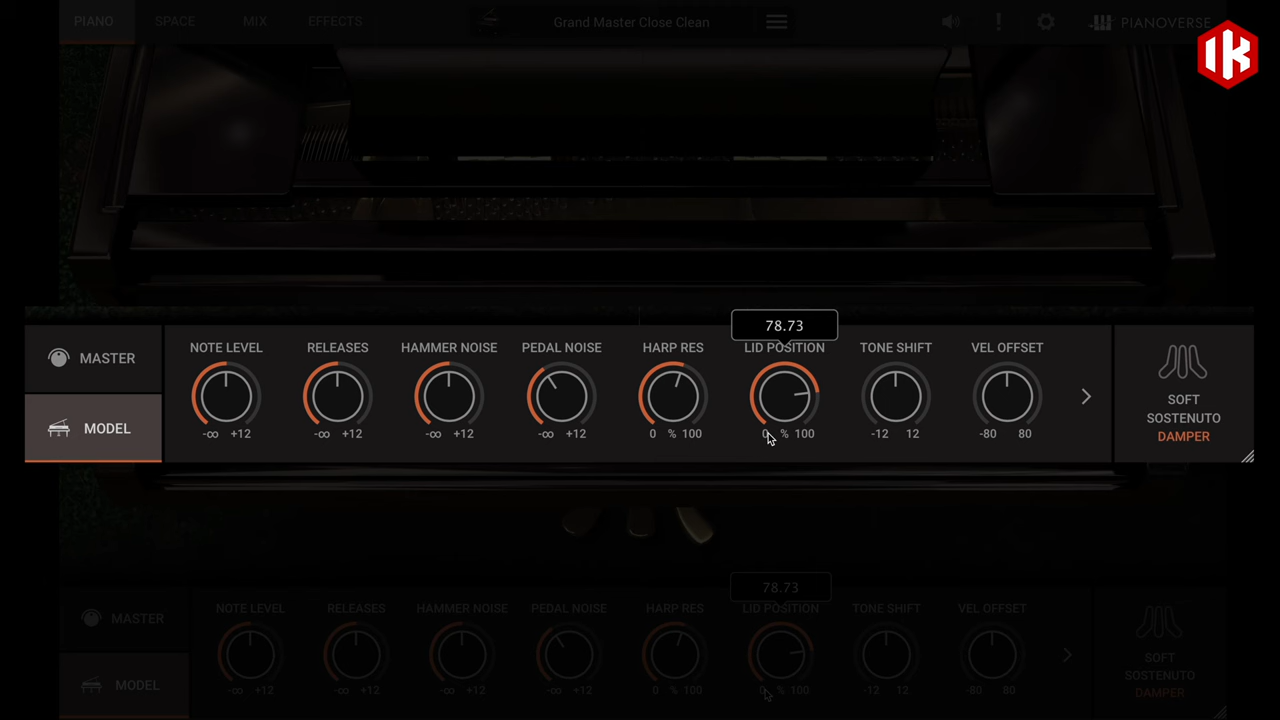 PIANO SPACE MIX EFFECTS Grand Master Close Clean PIANOVERSE
IK
78.73
MASTER
MODEL
NOTE LEVEL RELEASES HAMMER NOISE PEDAL NOISE HARP RES LID POSITION TONE SHIFT VEL OFFSET
-∞ +12 -∞ +12 -∞ +12 -∞ +12 0 % 100 0 % 100 -12 12 -80 80
SOFT
SOSTENUTO
DAMPER
78.73
MASTER
MODEL
NOTE LEVEL RELEASES HAMMER NOISE PEDAL NOISE HARP RES LID POSITION TONE SHIFT VEL OFFSET
-∞ +12 -∞ +12 -∞ +12 -∞ +12 0 % 100 0 % 100 -12 12 -80 80
SOFT
SOSTENUTO
DAMPER